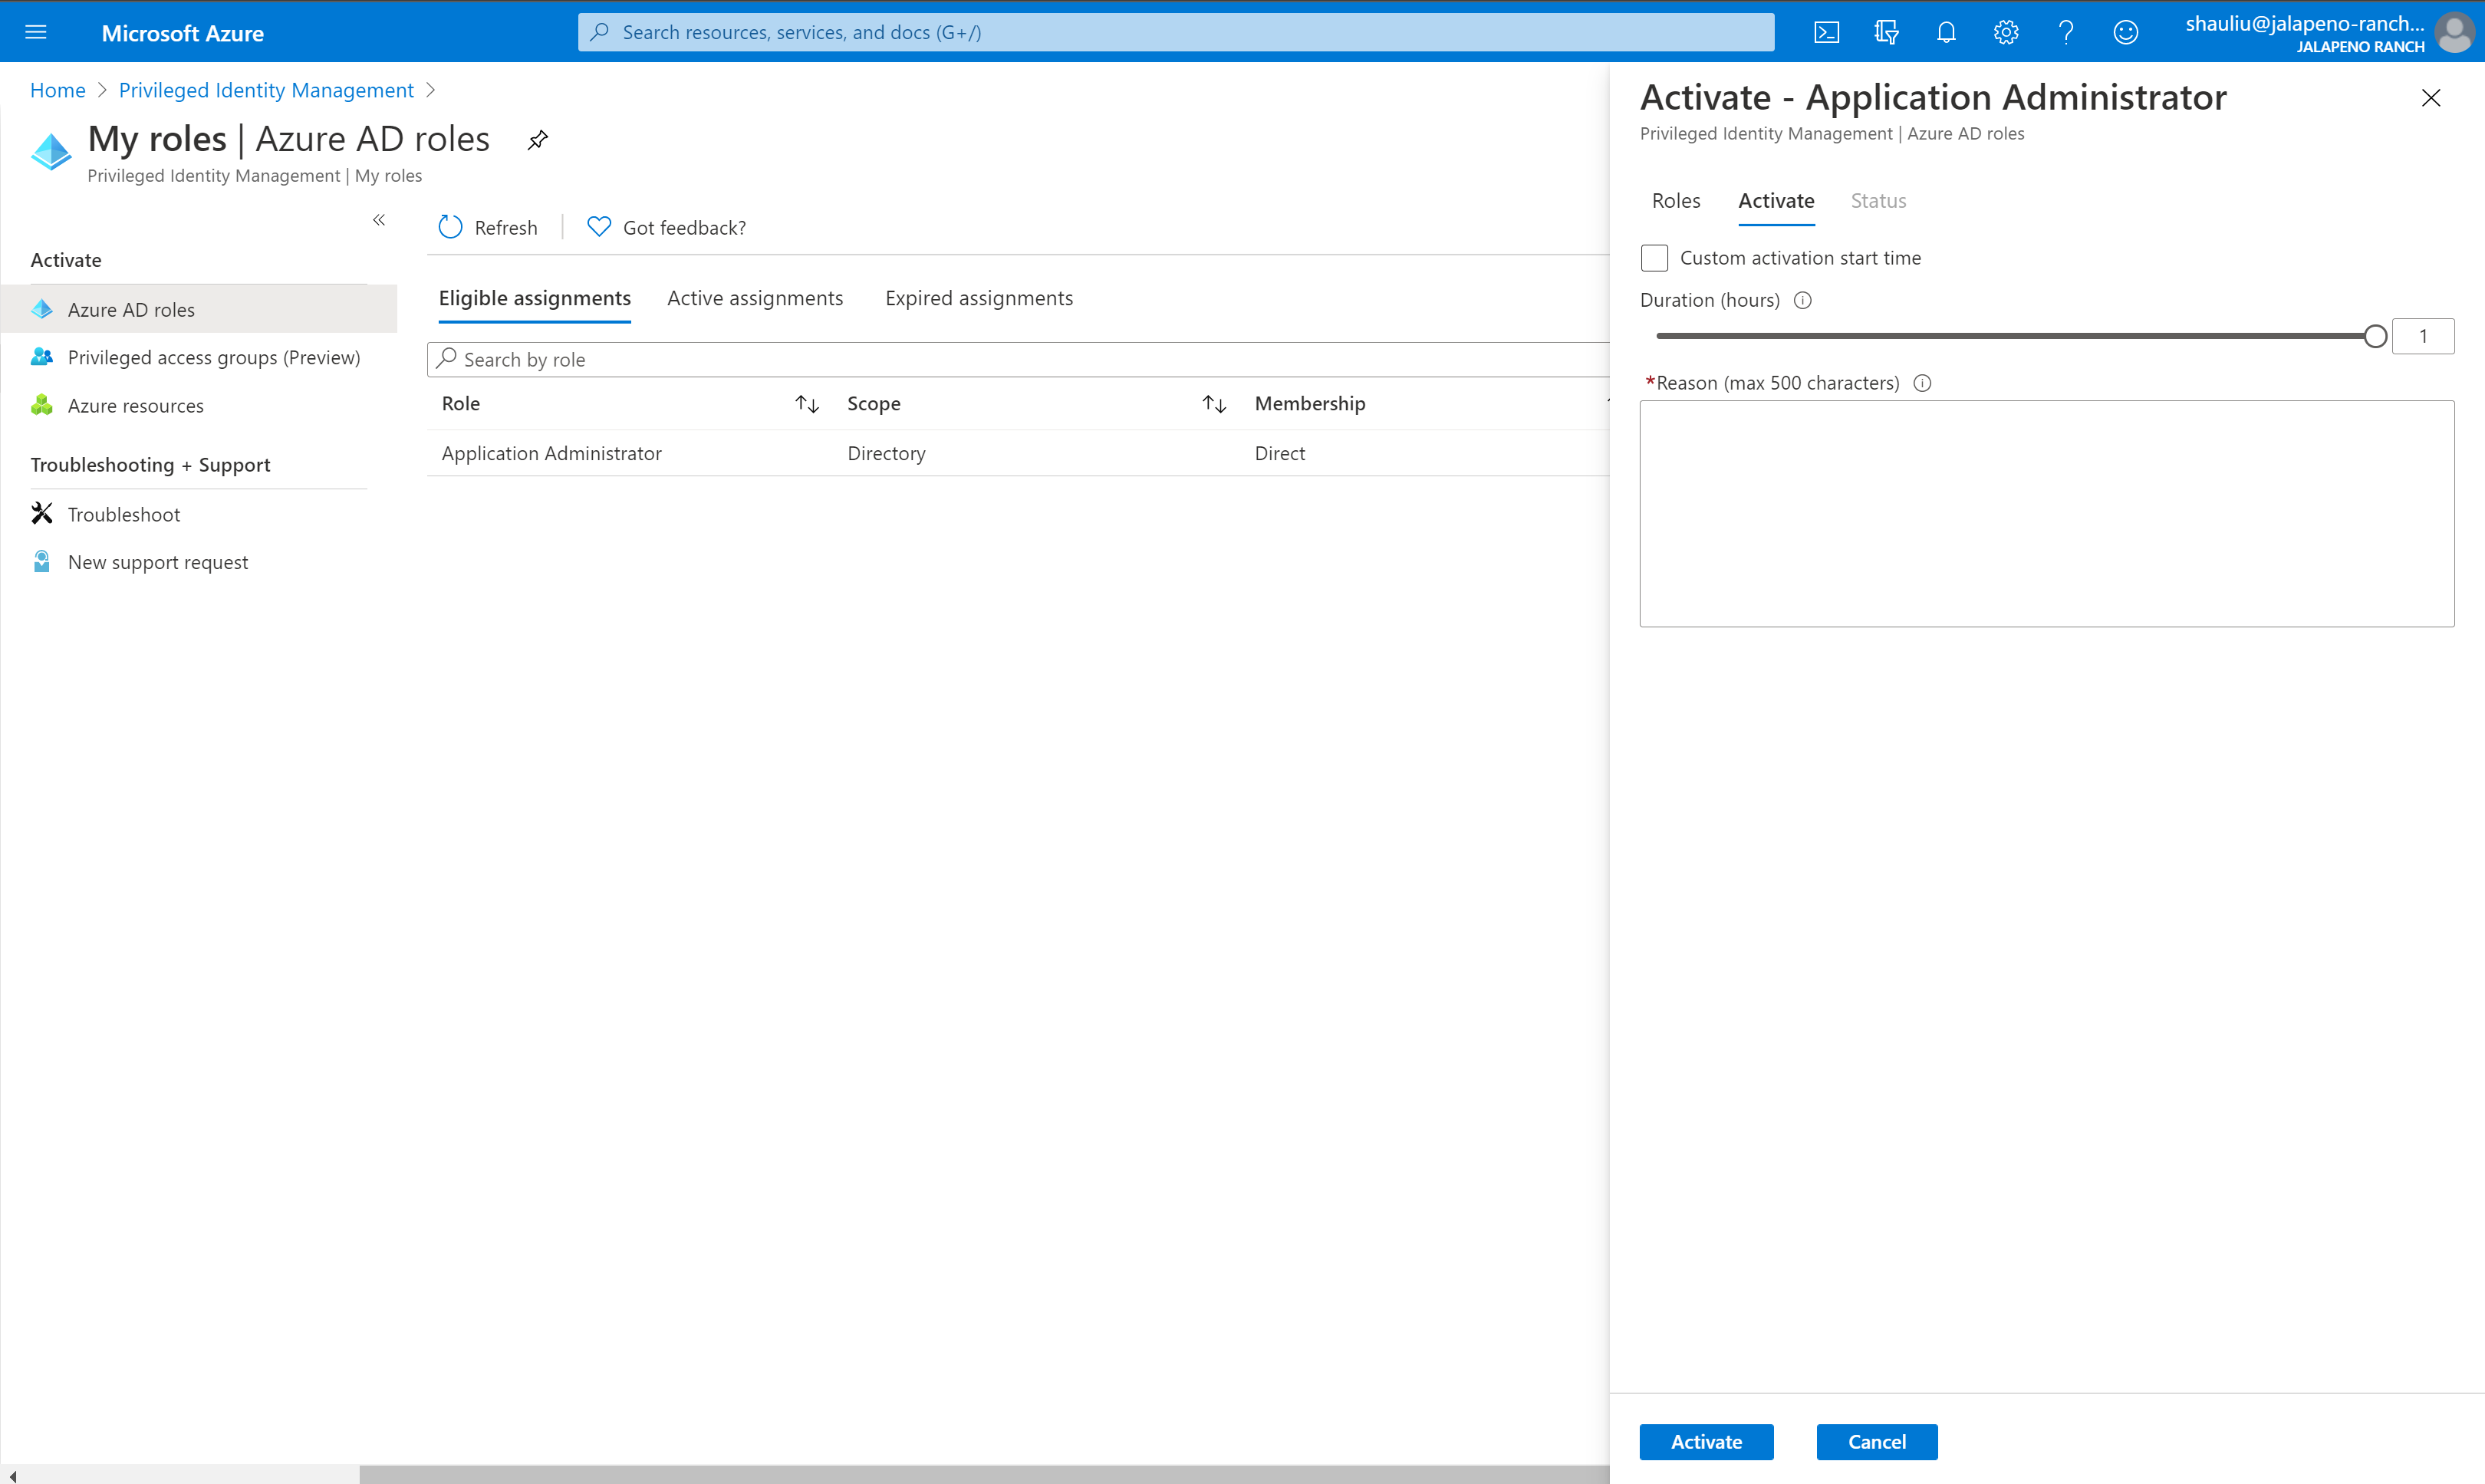 Microsoft Azure
Search resources, services, and docs (G+/)
shauliu@jalapeno-ranch...
JALAPENO RANCH
Home > Privileged Identity Management >
My roles | Azure AD roles
Privileged Identity Management | My roles
Activate
Azure AD roles
Privileged access groups (Preview)
Azure resources
Troubleshooting + Support
Troubleshoot
New support request
Refresh
Got feedback?
Eligible assignments Active assignments Expired assignments
Search by role
Role Scope Membership
Application Administrator Directory Direct
Activate - Application Administrator
Privileged Identity Management | Azure AD roles
Roles Activate Status
Custom activation start time
Duration (hours)
1
*Reason (max 500 characters)
Activate Cancel